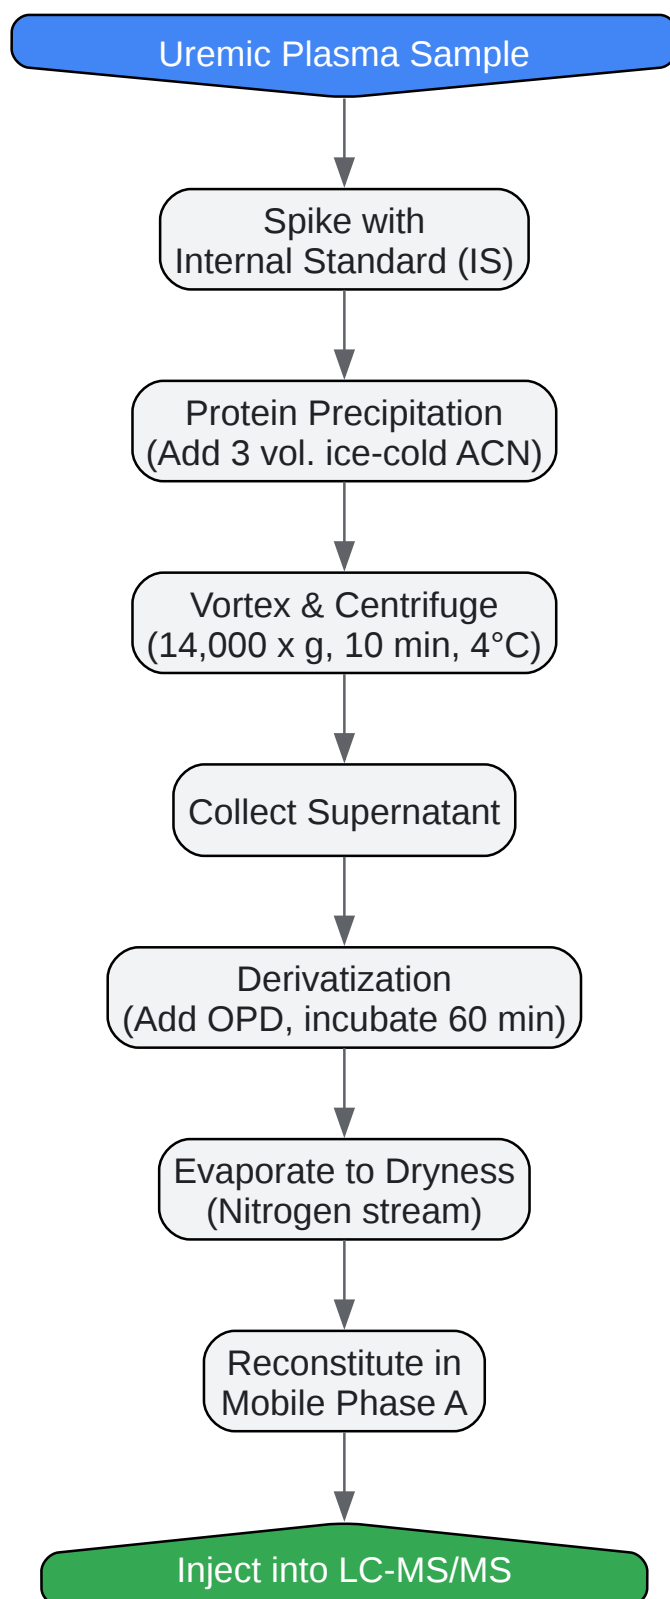 Uremic Plasma Sample
Spike with
Internal Standard (IS)
Protein Precipitation
(Add 3 vol. ice-cold ACN)
Vortex & Centrifuge
(14,000 x g, 10 min, 4°C)
Collect Supernatant
Derivatization
(Add OPD, incubate 60 min)
Evaporate to Dryness
(Nitrogen stream)
Reconstitute in
Mobile Phase A
Inject into LC-MS/MS